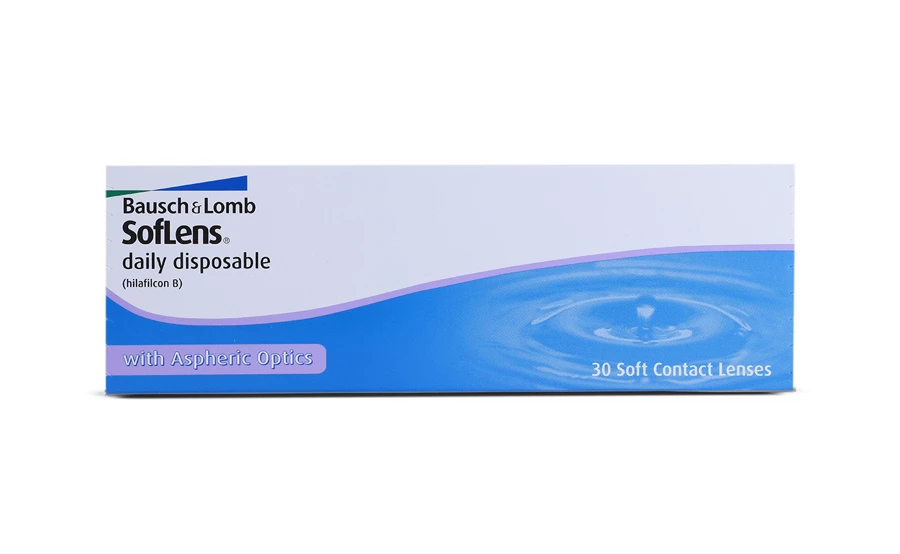 Bausch & Lomb
SofLens®
daily disposable
(hilafilcon B)
with Aspheric Optics
30 Soft Contact Lenses